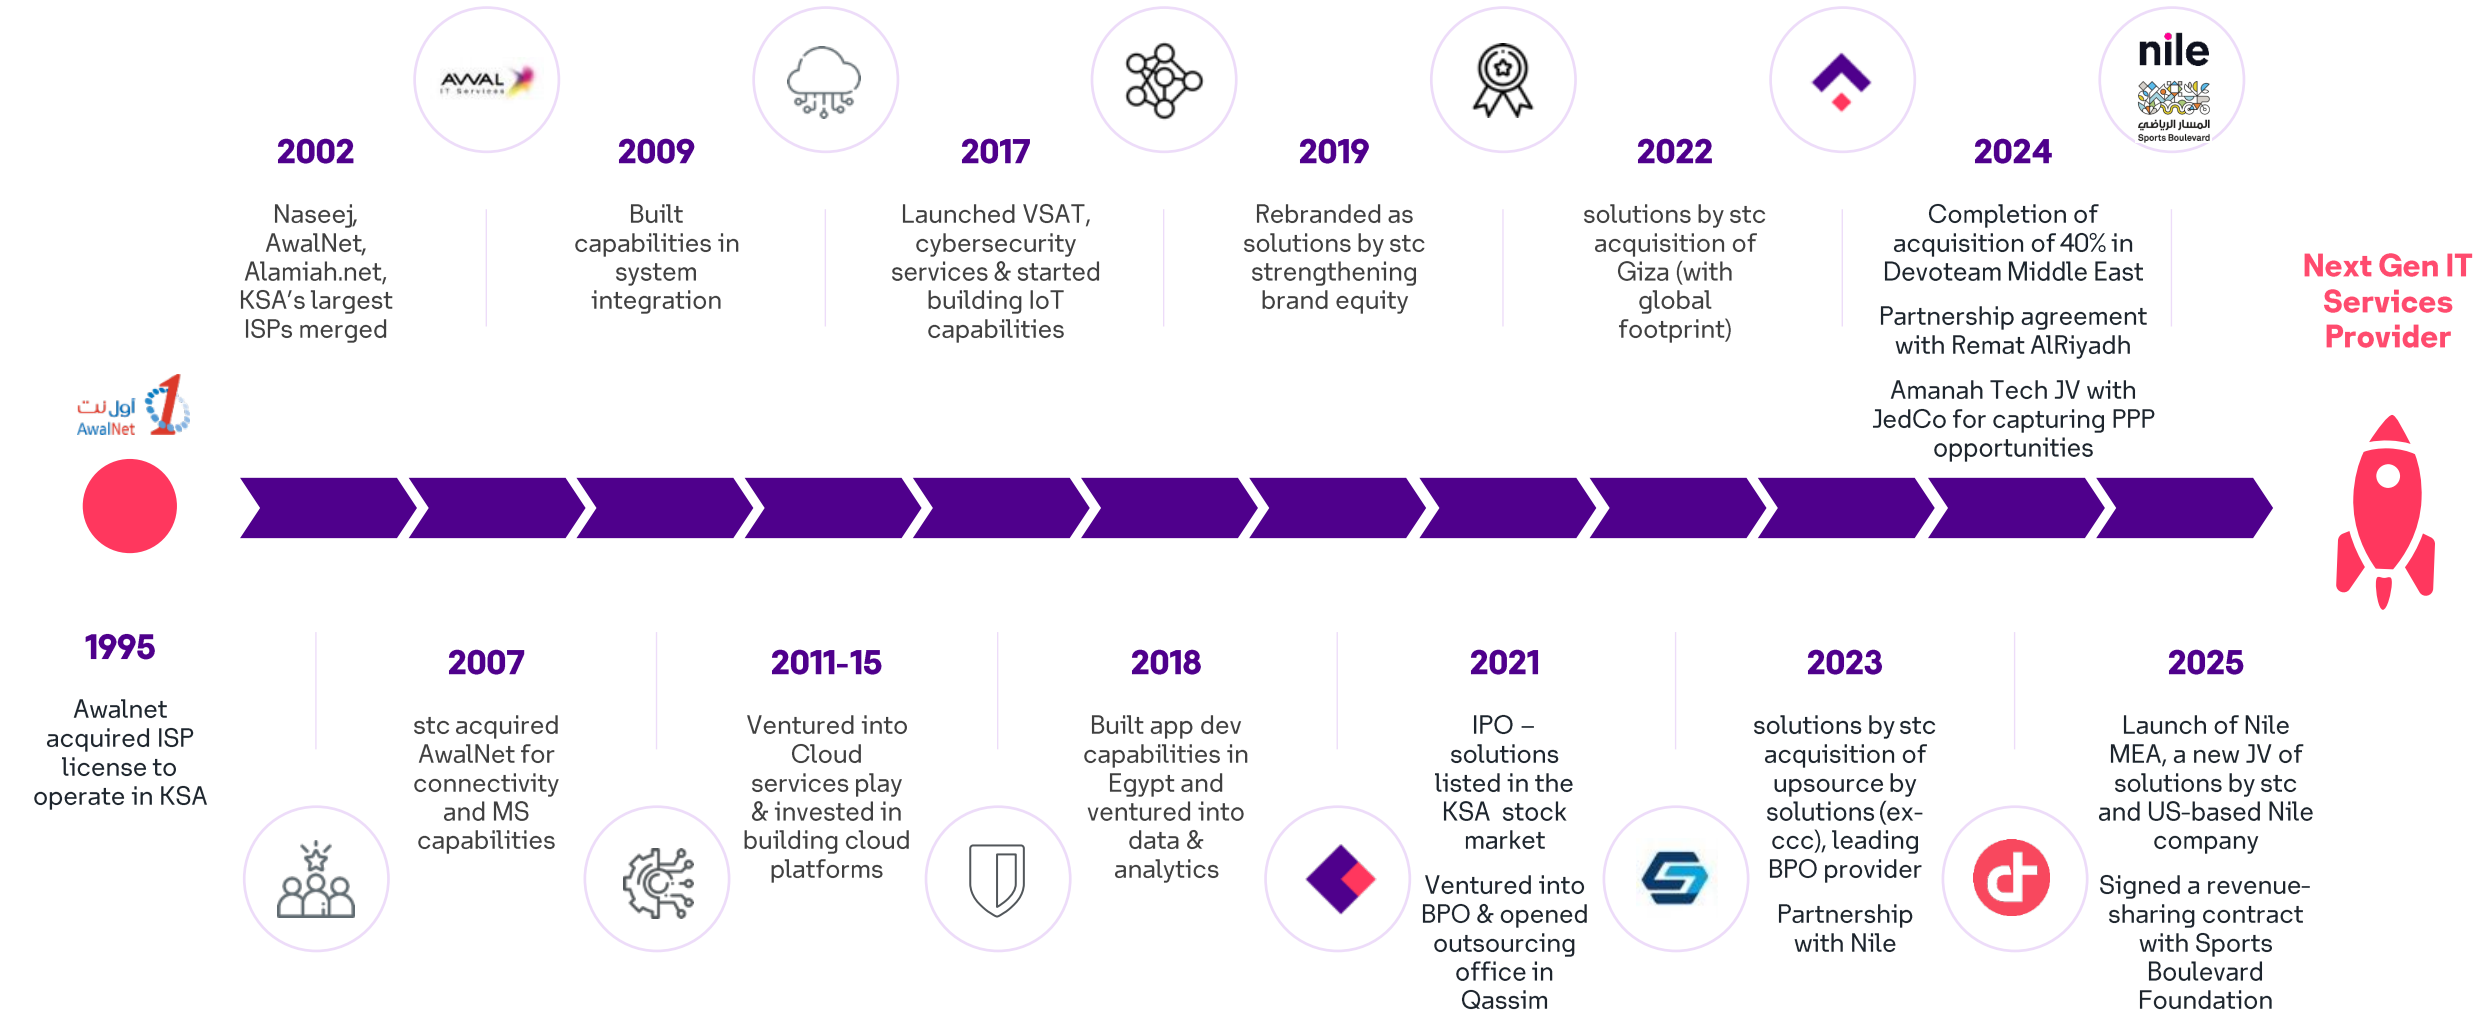 AWAL
IT Services
nile
المسار الرياضي
Sports Boulevard
2002
Naseej,
AwalNet,
Alamiah.net,
KSA’s largest
ISPs merged
2009
Built
capabilities in
system
integration
2017
Launched VSAT,
cybersecurity
services & started
building IoT
capabilities
2019
Rebranded as
solutions by stc
strengthening
brand equity
2022
solutions by stc
acquisition of
Giza (with
global
footprint)
2024
Completion of
acquisition of 40% in
Devoteam Middle East
Partnership agreement
with Remat AlRiyadh
Amanah Tech JV with
JedCo for capturing PPP
opportunities
Next Gen IT
Services
Provider
أول نت
AwalNet
1
1995
Awalnet
acquired ISP
license to
operate in KSA
2007
stc acquired
AwalNet for
connectivity
and MS
capabilities
2011-15
Ventured into
Cloud
services play
& invested in
building cloud
platforms
2018
Built app dev
capabilities in
Egypt and
ventured into
data &
analytics
2021
IPO –
solutions
listed in the
KSA stock
market
Ventured into
BPO & opened
outsourcing
office in
Qassim
2023
solutions by stc
acquisition of
upsource by
solutions (ex-
ccc), leading
BPO provider
Partnership
with Nile
2025
Launch of Nile
MEA, a new JV of
solutions by stc
and US-based Nile
company
Signed a revenue-
sharing contract
with Sports
Boulevard
Foundation